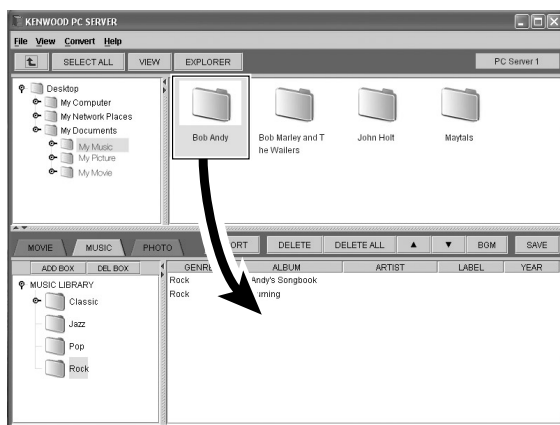 KENWOOD PC SERVER
File View Convert Help
SELECT ALL VIEW EXPLORER PC Server 1
Desktop
My Computer
My Network Places
My Documents
My Music
My Picture
My Movie
Bob Andy
Bob Marley and T
he Wailers
John Holt
Maytals
MOVIE MUSIC PHOTO ORT DELETE DELETE ALL BGM SAVE
ADD BOX DEL BOX
GENRE ALBUM ARTIST LABEL YEAR
MUSIC LIBRARY
Classic
Jazz
Pop
Rock
Rock Andy's Songbook
Rock